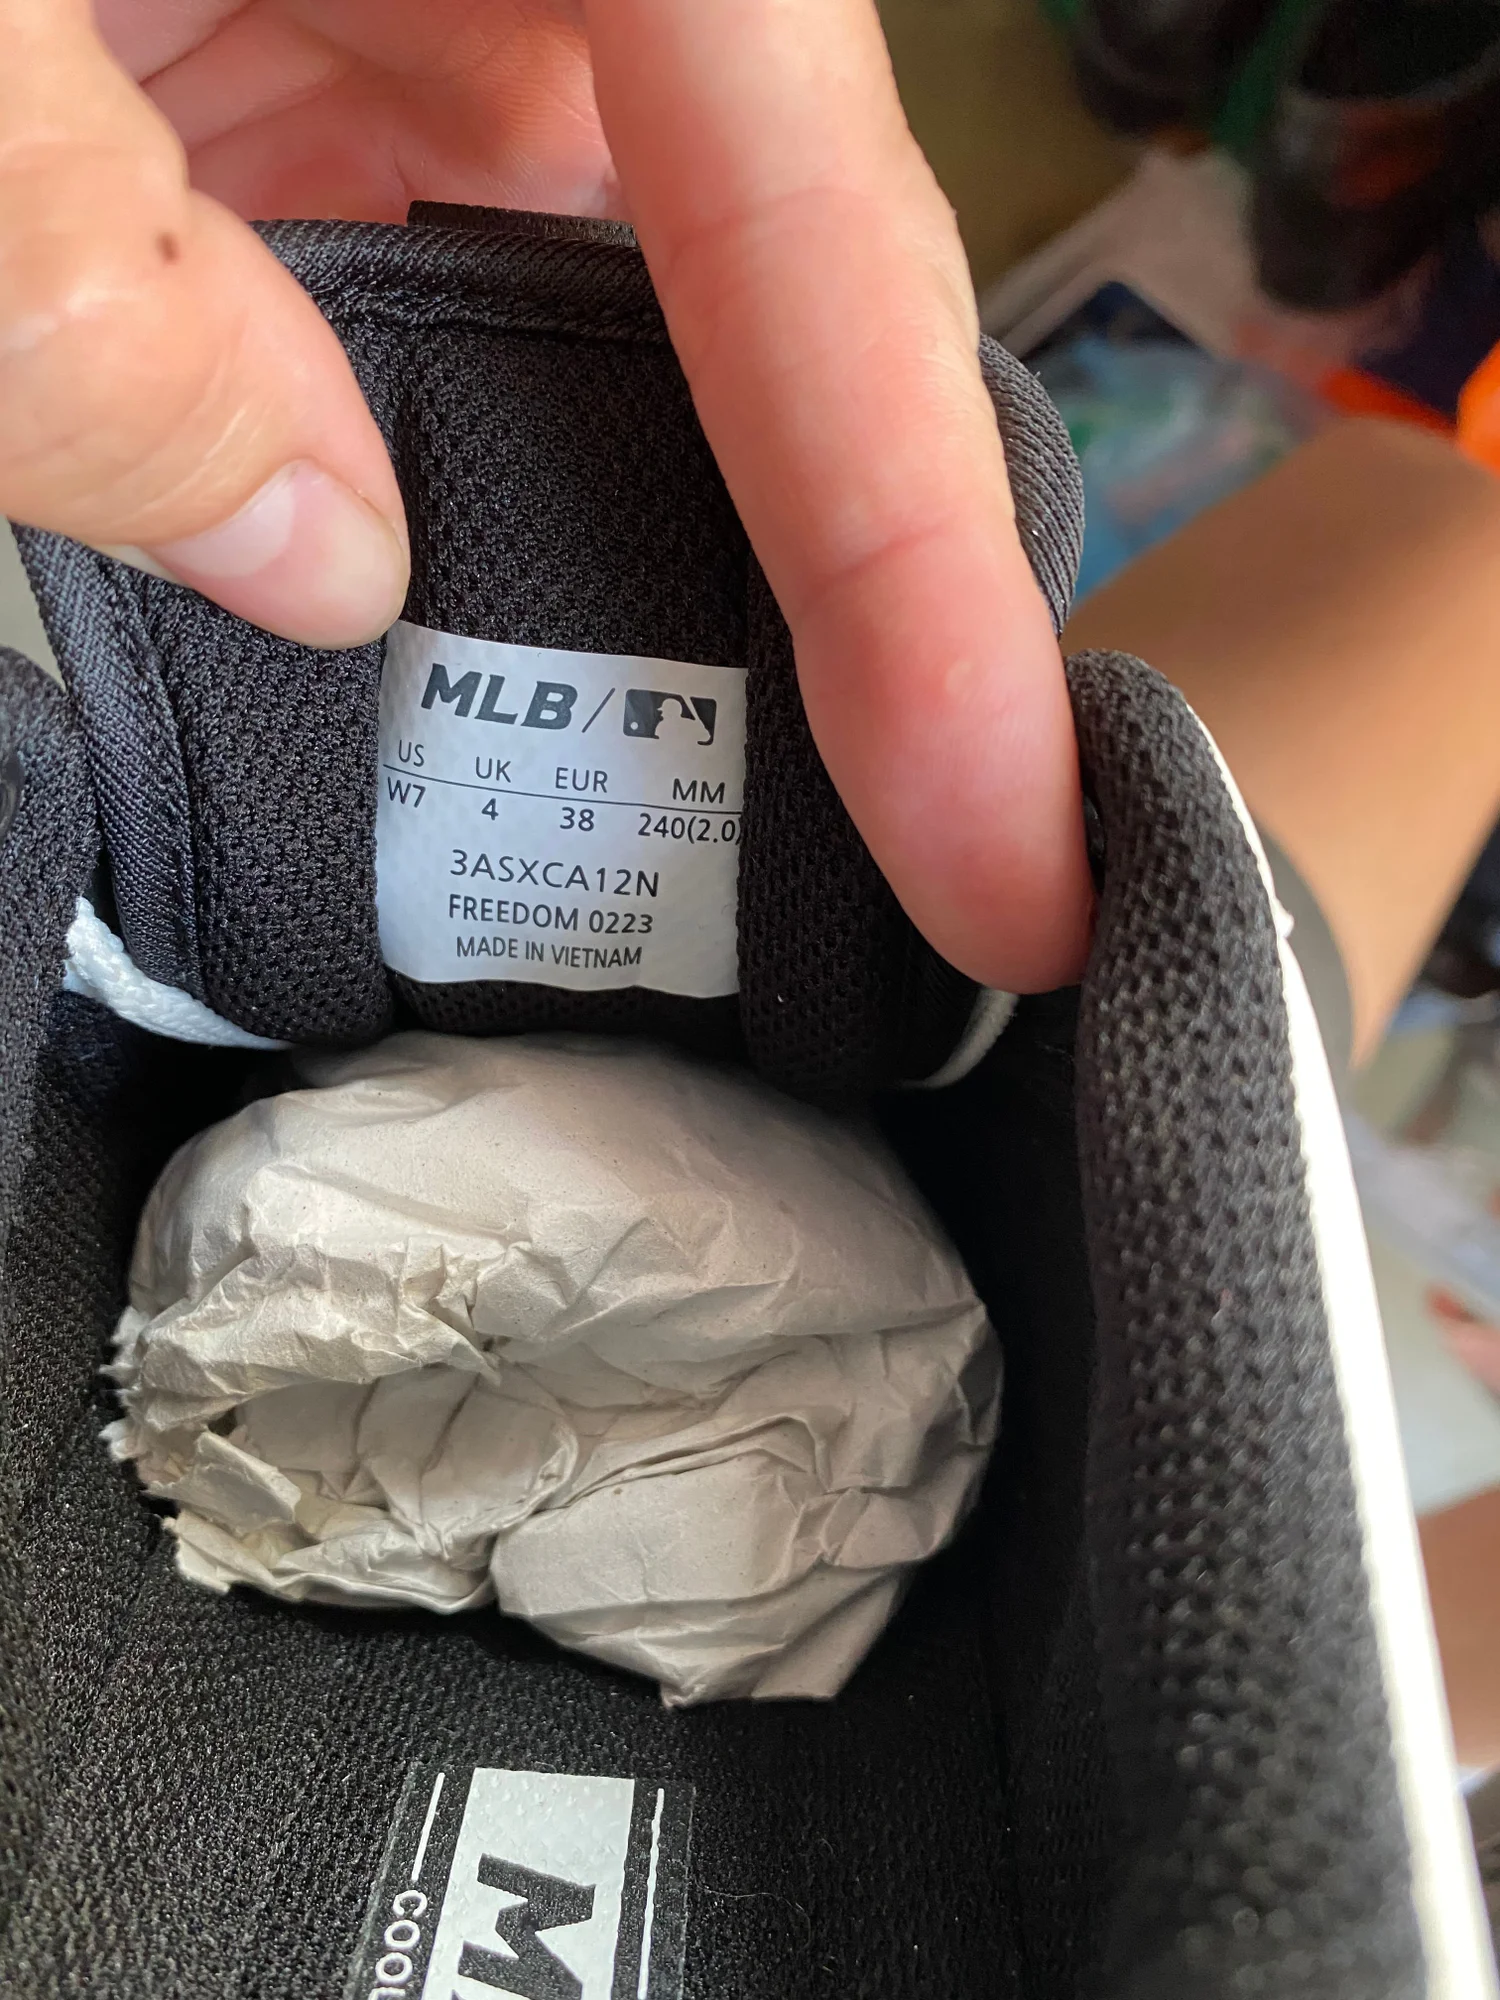 MLB /
US UK EUR MM
W7 4 38 240(2.0)
3ASXCA12N
FREEDOM 0223
MADE IN VIETNAM